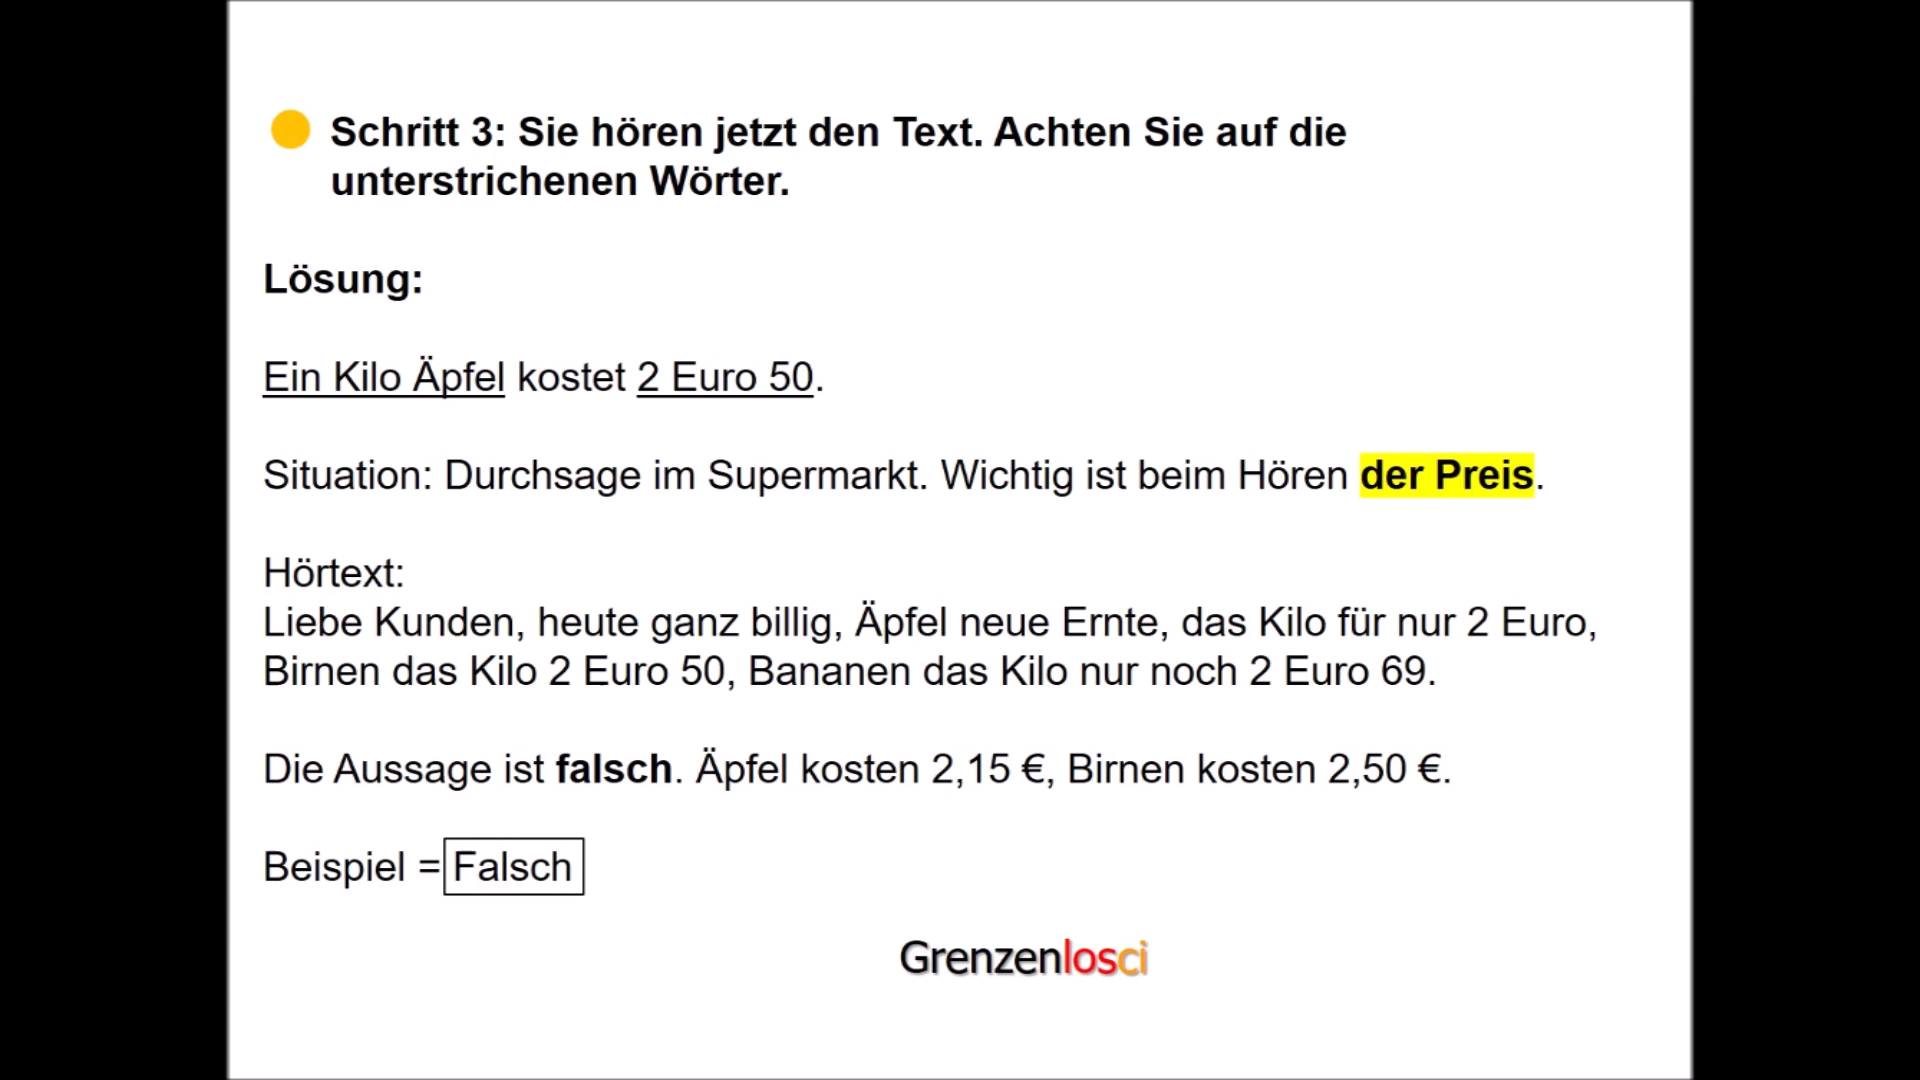 Schritt 3: Sie hören jetzt den Text. Achten Sie auf die
unterstrichenen Wörter.
Lösung:
Ein Kilo Äpfel kostet 2 Euro 50.
Situation: Durchsage im Supermarkt. Wichtig ist beim Hören der Preis.
Hörtext:
Liebe Kunden, heute ganz billig, Äpfel neue Ernte, das Kilo für nur 2 Euro,
Birnen das Kilo 2 Euro 50, Bananen das Kilo nur noch 2 Euro 69.
Die Aussage ist falsch. Äpfel kosten 2,15 €, Birnen kosten 2,50 €.
Beispiel = Falsch
Grenzenlosci